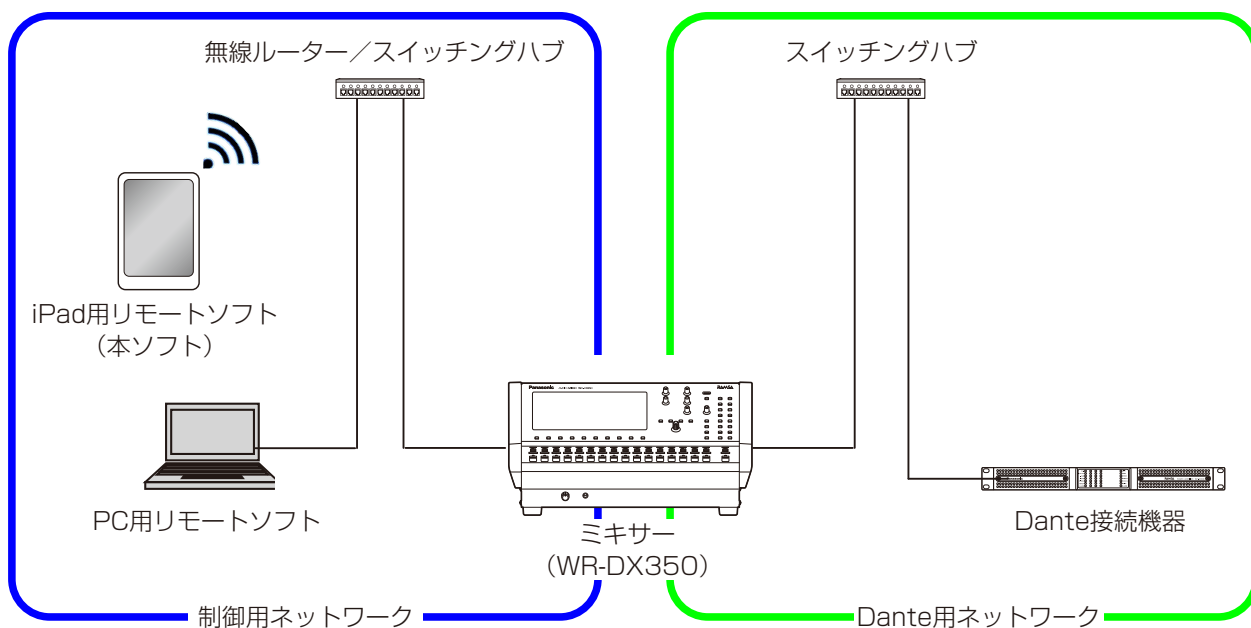 無線ルーター／スイッチングハブ
スイッチングハブ
iPad用リモートソフト
（本ソフト）
PC用リモートソフト
Panasonic
RAMSA
ミキサー
（WR-DX350）
Dante接続機器
制御用ネットワーク
Dante用ネットワーク